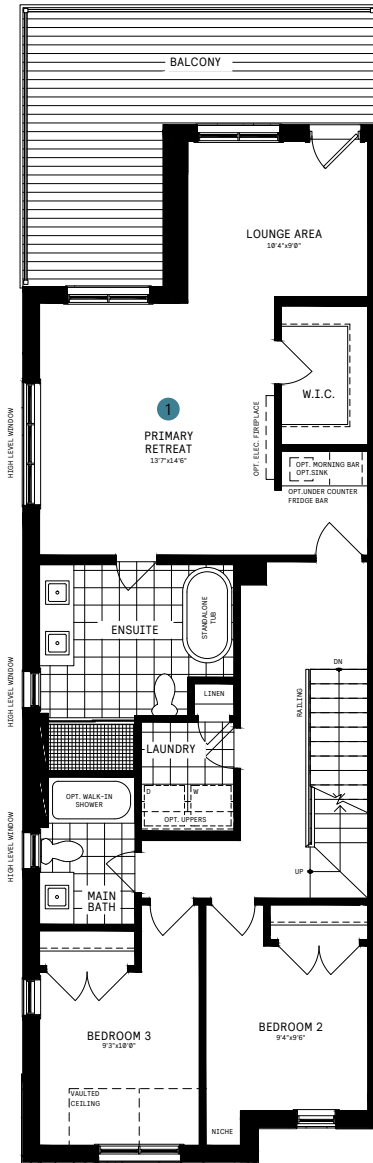 BALCONY
LOUNGE AREA
10'4"x9'0"
W.I.C.
1
PRIMARY
RETREAT
13'7"x14'6"
OPT. ELEC. FIREPLACE
HIGH LEVEL WINDOW
OPT. MORNING BAR
OPT.SINK
OPT.UNDER COUNTER
FRIDGE BAR
ENSUITE
STANDALONE
TUB
HIGH LEVEL WINDOW
LINEN
DN
RAILING
LAUNDRY
D
W
OPT. UPPERS
OPT. WALK-IN
SHOWER
HIGH LEVEL WINDOW
UP
MAIN
BATH
BEDROOM 3
9'3"x10'0"
BEDROOM 2
9'4"x9'6"
VAULTED
CEILING
NICHE